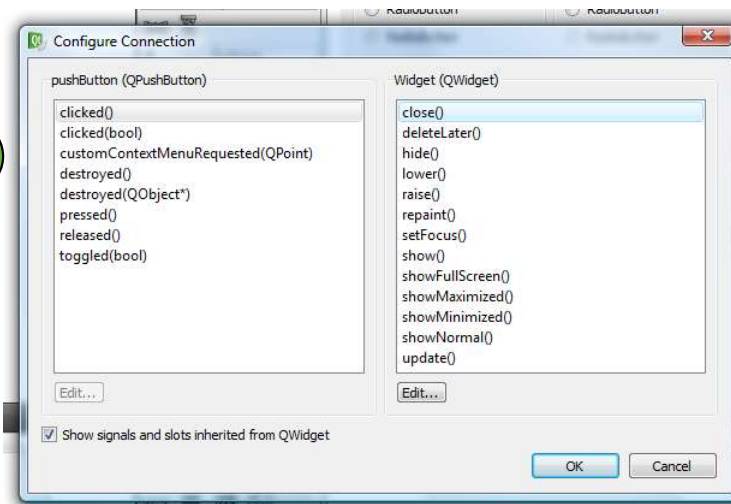 RadioButton
RadioButton
Configure Connection
pushButton (QPushButton)
clicked()
clicked(bool)
customContextMenuRequested(QPoint)
destroyed()
destroyed(QObject*)
pressed()
released()
toggled(bool)
Edit...
Widget (QWidget)
close()
deleteLater()
hide()
lower()
raise()
repaint()
setFocus()
show()
showFullScreen()
showMaximized()
showMinimized()
showNormal()
update()
Edit...
Show signals and slots inherited from QWidget
OK
Cancel